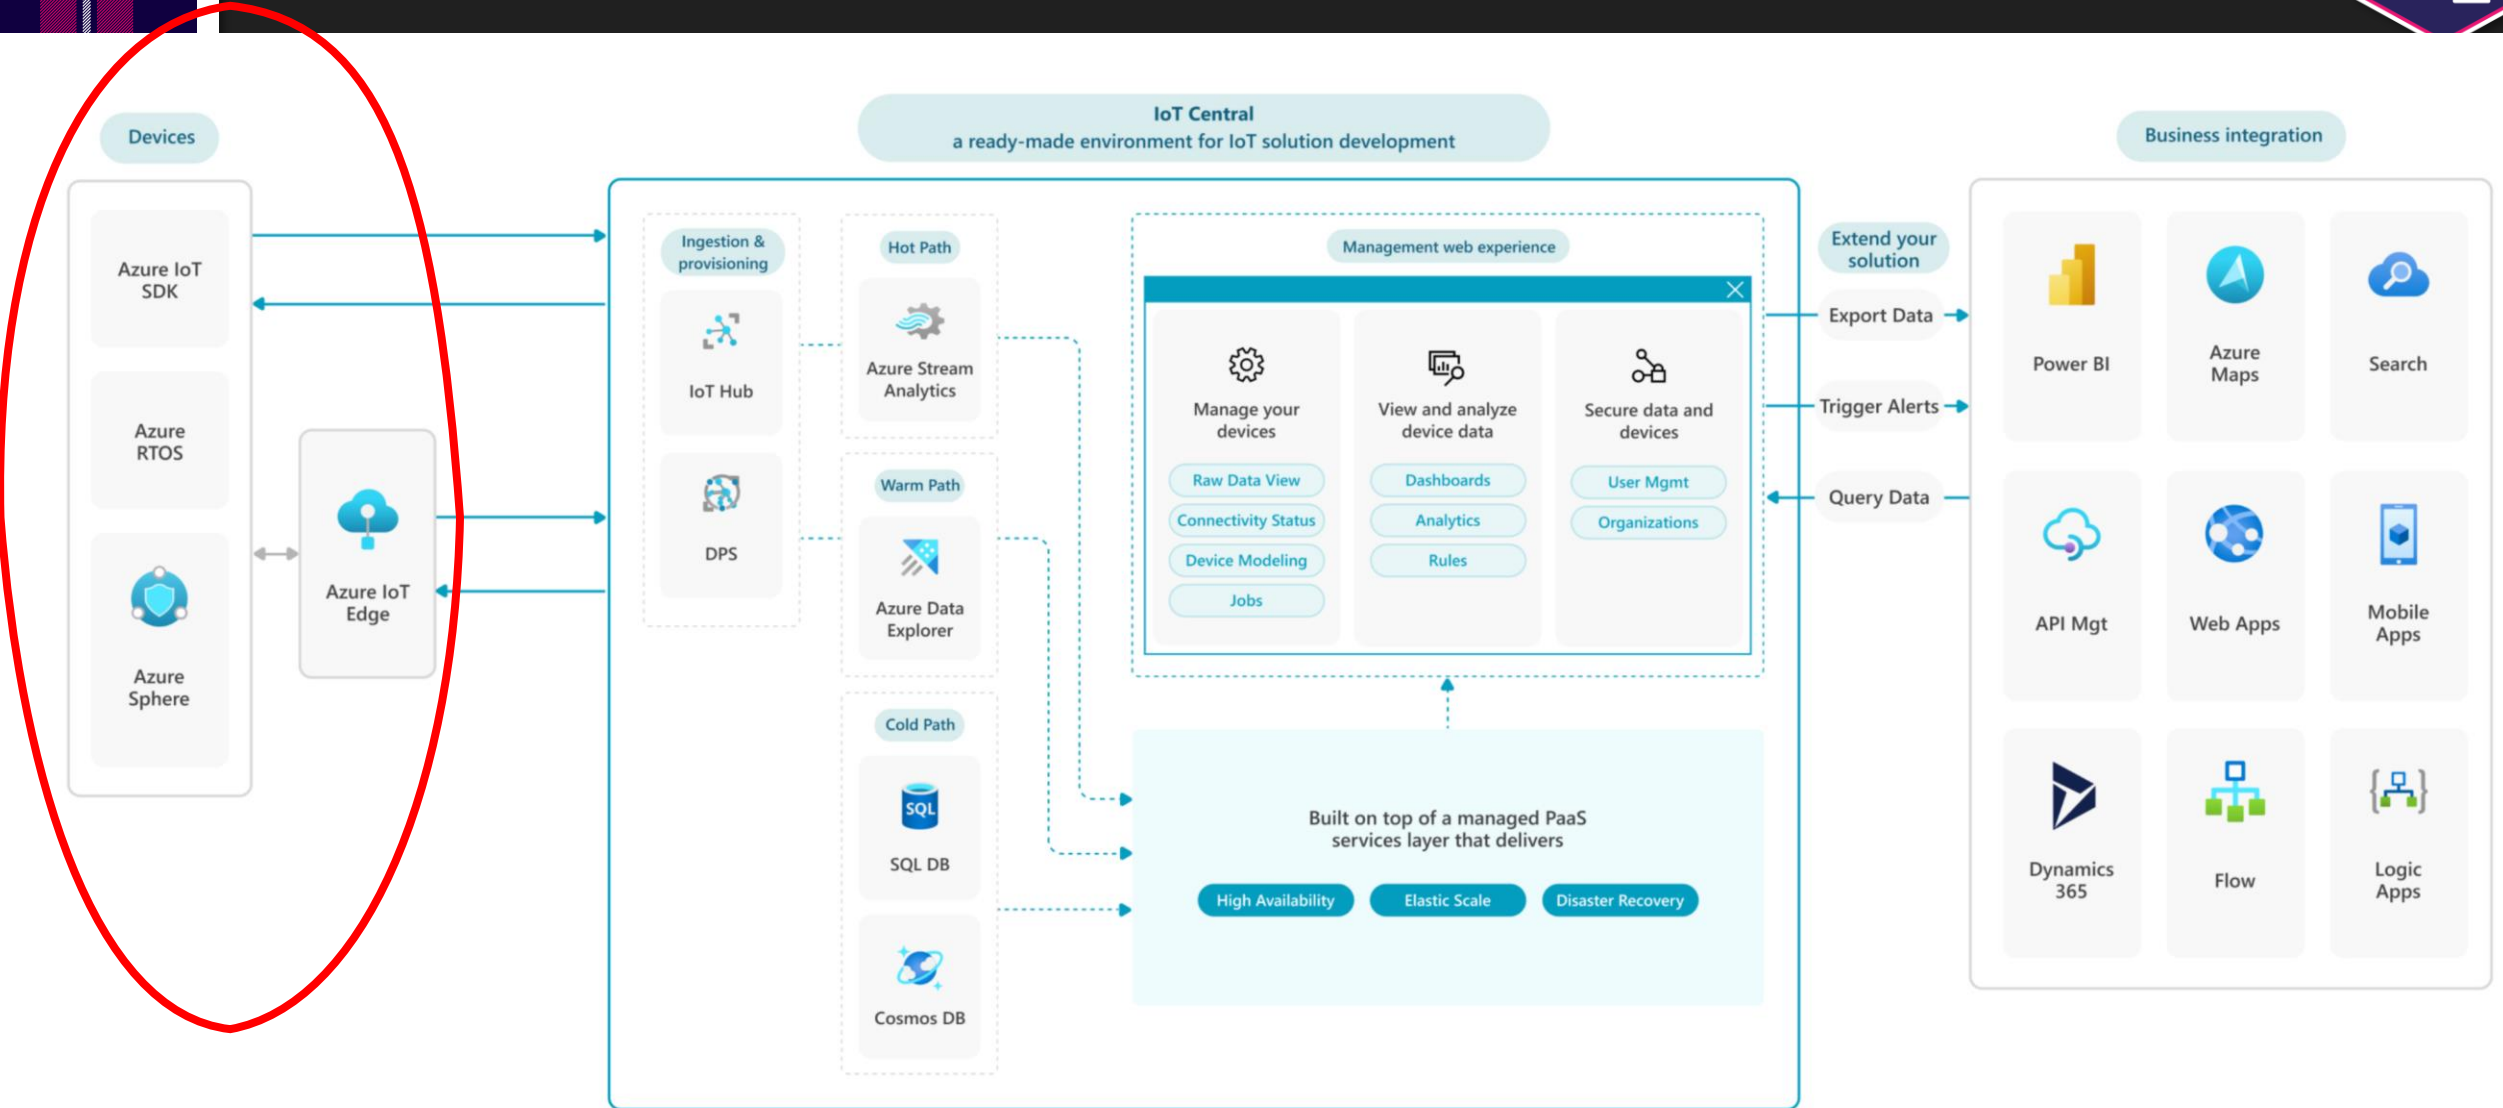 IoT Central
a ready-made environment for IoT solution development
Devices
Azure IoT
SDK
Azure
RTOS
Azure
Sphere
Azure IoT
Edge
Ingestion &
provisioning
IoT Hub
DPS
Hot Path
Azure Stream
Analytics
Warm Path
Azure Data
Explorer
Cold Path
SQL
SQL DB
Cosmos DB
Management web experience
Manage your
devices
Raw Data View
Connectivity Status
Device Modeling
Jobs
View and analyze
device data
Dashboards
Analytics
Rules
Secure data and
devices
User Mgmt
Organizations
Built on top of a managed PaaS
services layer that delivers
High Availability
Elastic Scale
Disaster Recovery
Extend your
solution
Export Data
Trigger Alerts
Query Data
Business integration
Power BI
Azure
Maps
Search
API Mgt
Web Apps
Mobile
Apps
Dynamics
365
Flow
Logic
Apps